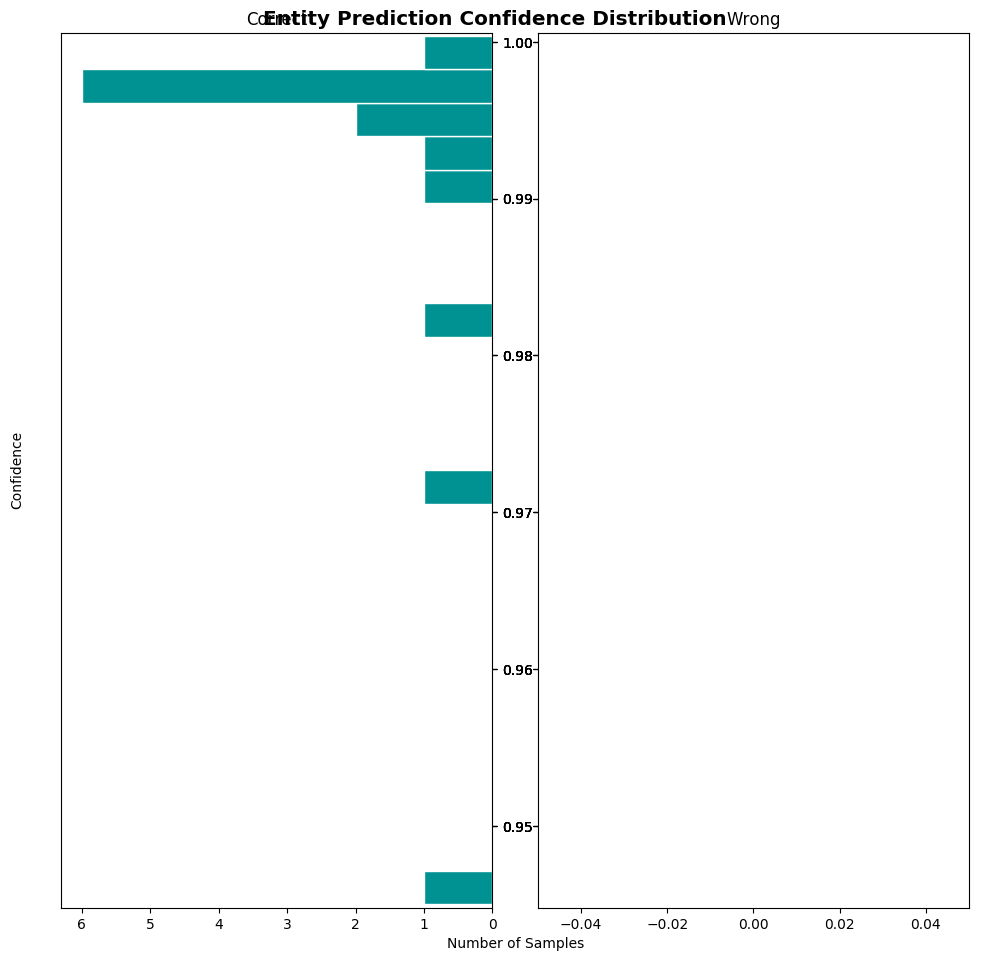 Entity Prediction Confidence Distribution
Wrong
1.00
0.99
0.98
0.97
0.96
0.95
Confidence
6 5 4 3 2 1 0
−0.04 −0.02 0.00 0.02 0.04
Number of Samples